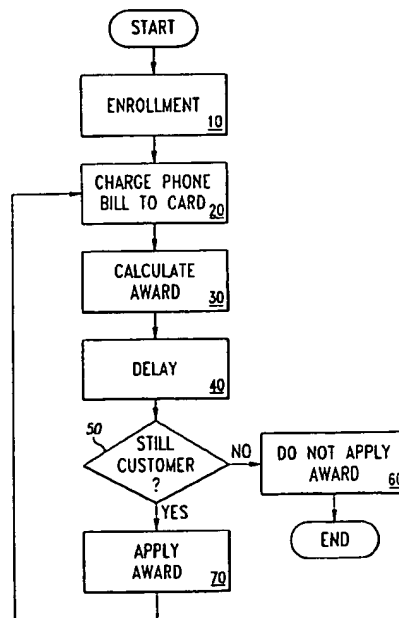 START
ENROLLMENT
10
CHARGE PHONE
BILL TO CARD
20
CALCULATE
AWARD
30
DELAY
40
50
STILL
CUSTOMER
?
NO
DO NOT APPLY
AWARD
60
YES
END
APPLY
AWARD
70